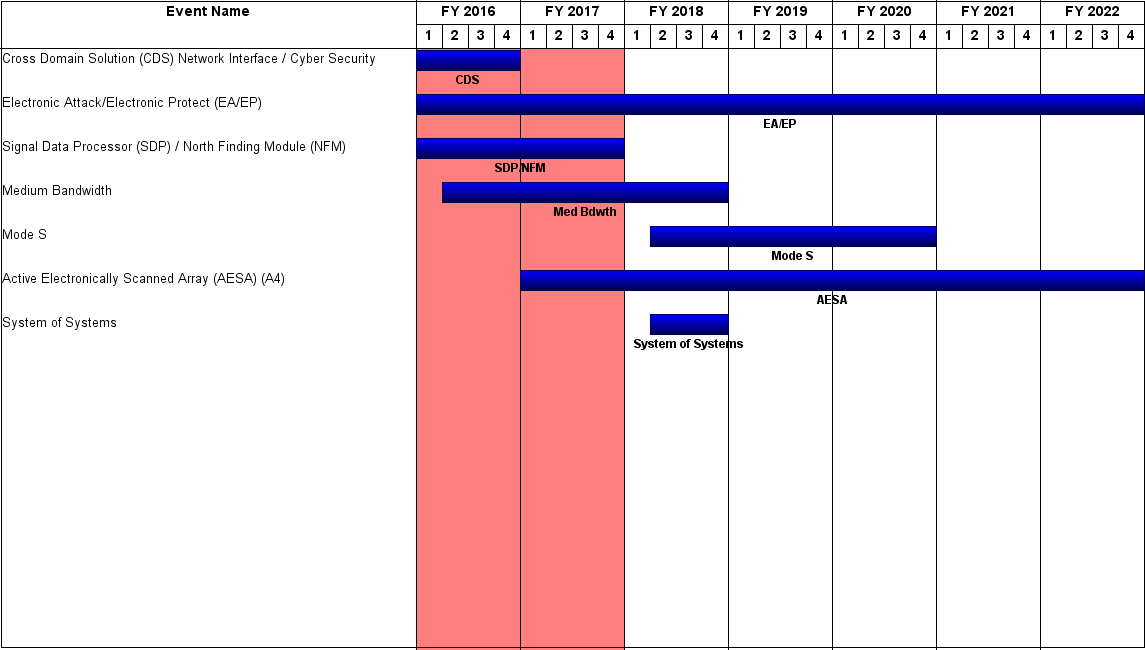 Event Name FY 2016 FY 2017 FY 2018 FY 2019 FY 2020 FY 2021 FY 2022
1 2 3 4 1 2 3 4 1 2 3 4 1 2 3 4 1 2 3 4 1 2 3 4 1 2 3 4
Cross Domain Solution (CDS) Network Interface / Cyber Security
CDS
Electronic Attack/Electronic Protect (EA/EP)
EA/EP
Signal Data Processor (SDP) / North Finding Module (NFM)
SDP/NFM
Medium Bandwidth
Med Bdwth
Mode S
Mode S
Active Electronically Scanned Array (AESA) (A4)
AESA
System of Systems
System of Systems